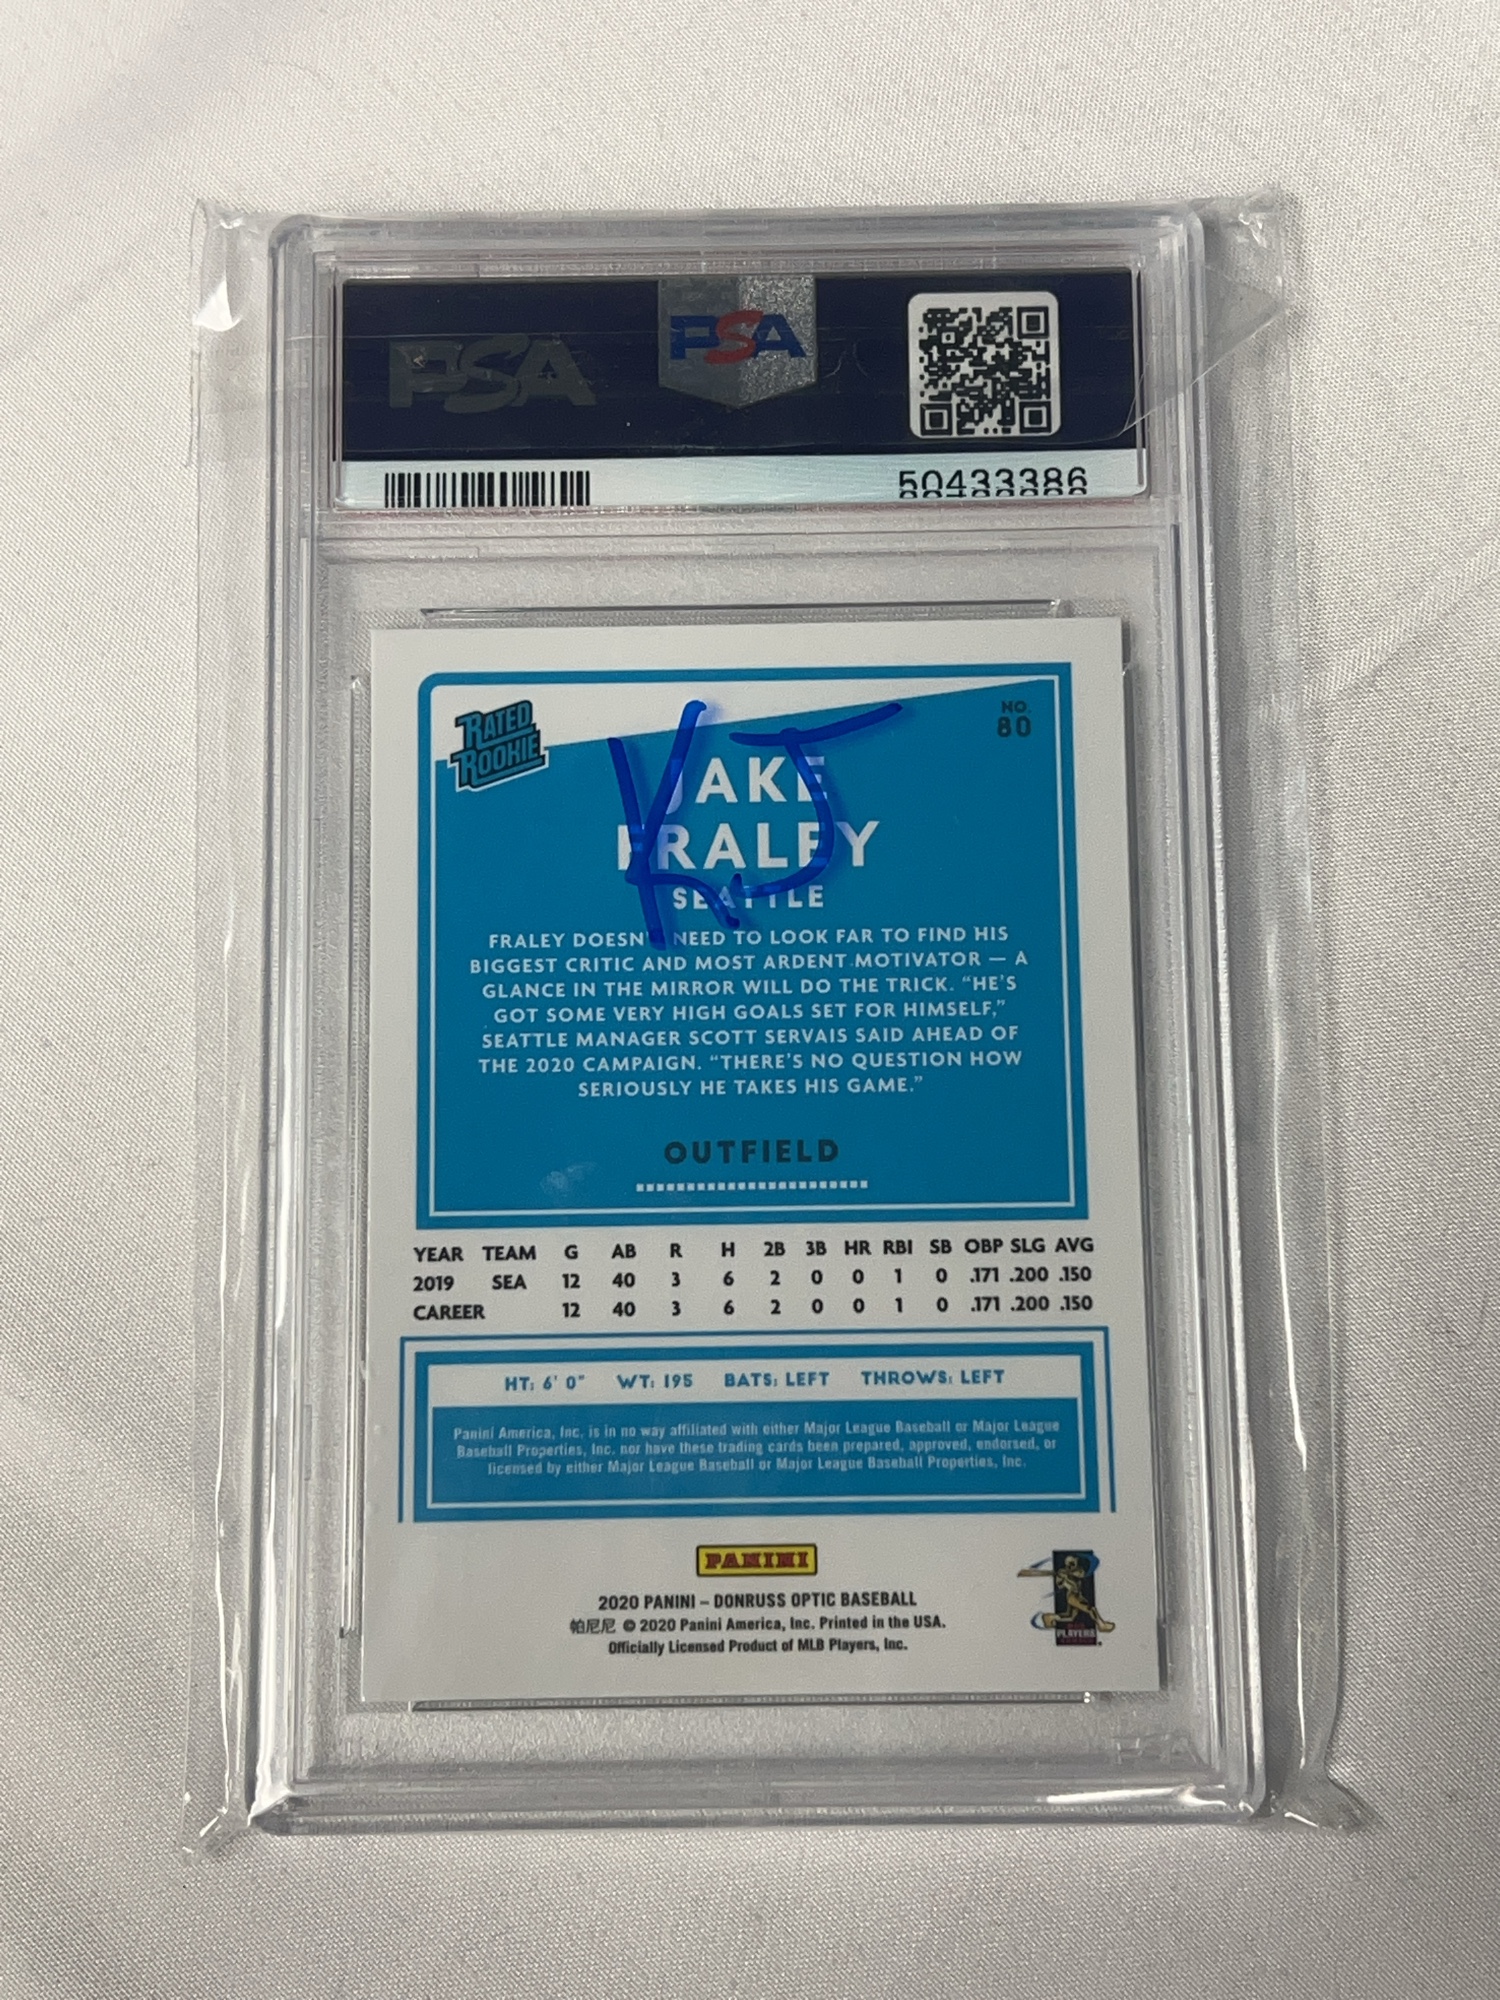 PSA
PSA
50433386
RATED
ROOKIE
NO.
80
K.J
JAKE
FRALEY
SEATTLE
FRALEY DOESN'T NEED TO LOOK FAR TO FIND HIS
BIGGEST CRITIC AND MOST ARDENT MOTIVATOR — A
GLANCE IN THE MIRROR WILL DO THE TRICK. “HE'S
GOT SOME VERY HIGH GOALS SET FOR HIMSELF,”
SEATTLE MANAGER SCOTT SERVAIS SAID AHEAD OF
THE 2020 CAMPAIGN. “THERE'S NO QUESTION HOW
SERIOUSLY HE TAKES HIS GAME.”
OUTFIELD
YEAR TEAM G AB R H 2B 3B HR RBI SB OBP SLG AVG
2019 SEA 12 40 3 6 2 0 0 1 0 .171 .200 .150
CAREER 12 40 3 6 2 0 0 1 0 .171 .200 .150
HT: 6' 0" WT: 195 BATS: LEFT THROWS: LEFT
Panini America, Inc. is in no way affiliated with either Major League Baseball or Major League
Baseball Properties, Inc. nor have these trading cards been prepared, approved, endorsed, or
licensed by either Major League Baseball or Major League Baseball Properties, Inc.
PANINI
2020 PANINI – DONRUSS OPTIC BASEBALL
帕尼尼 © 2020 Panini America, Inc. Printed in the USA.
Officially Licensed Product of MLB Players, Inc.
PLAYERS